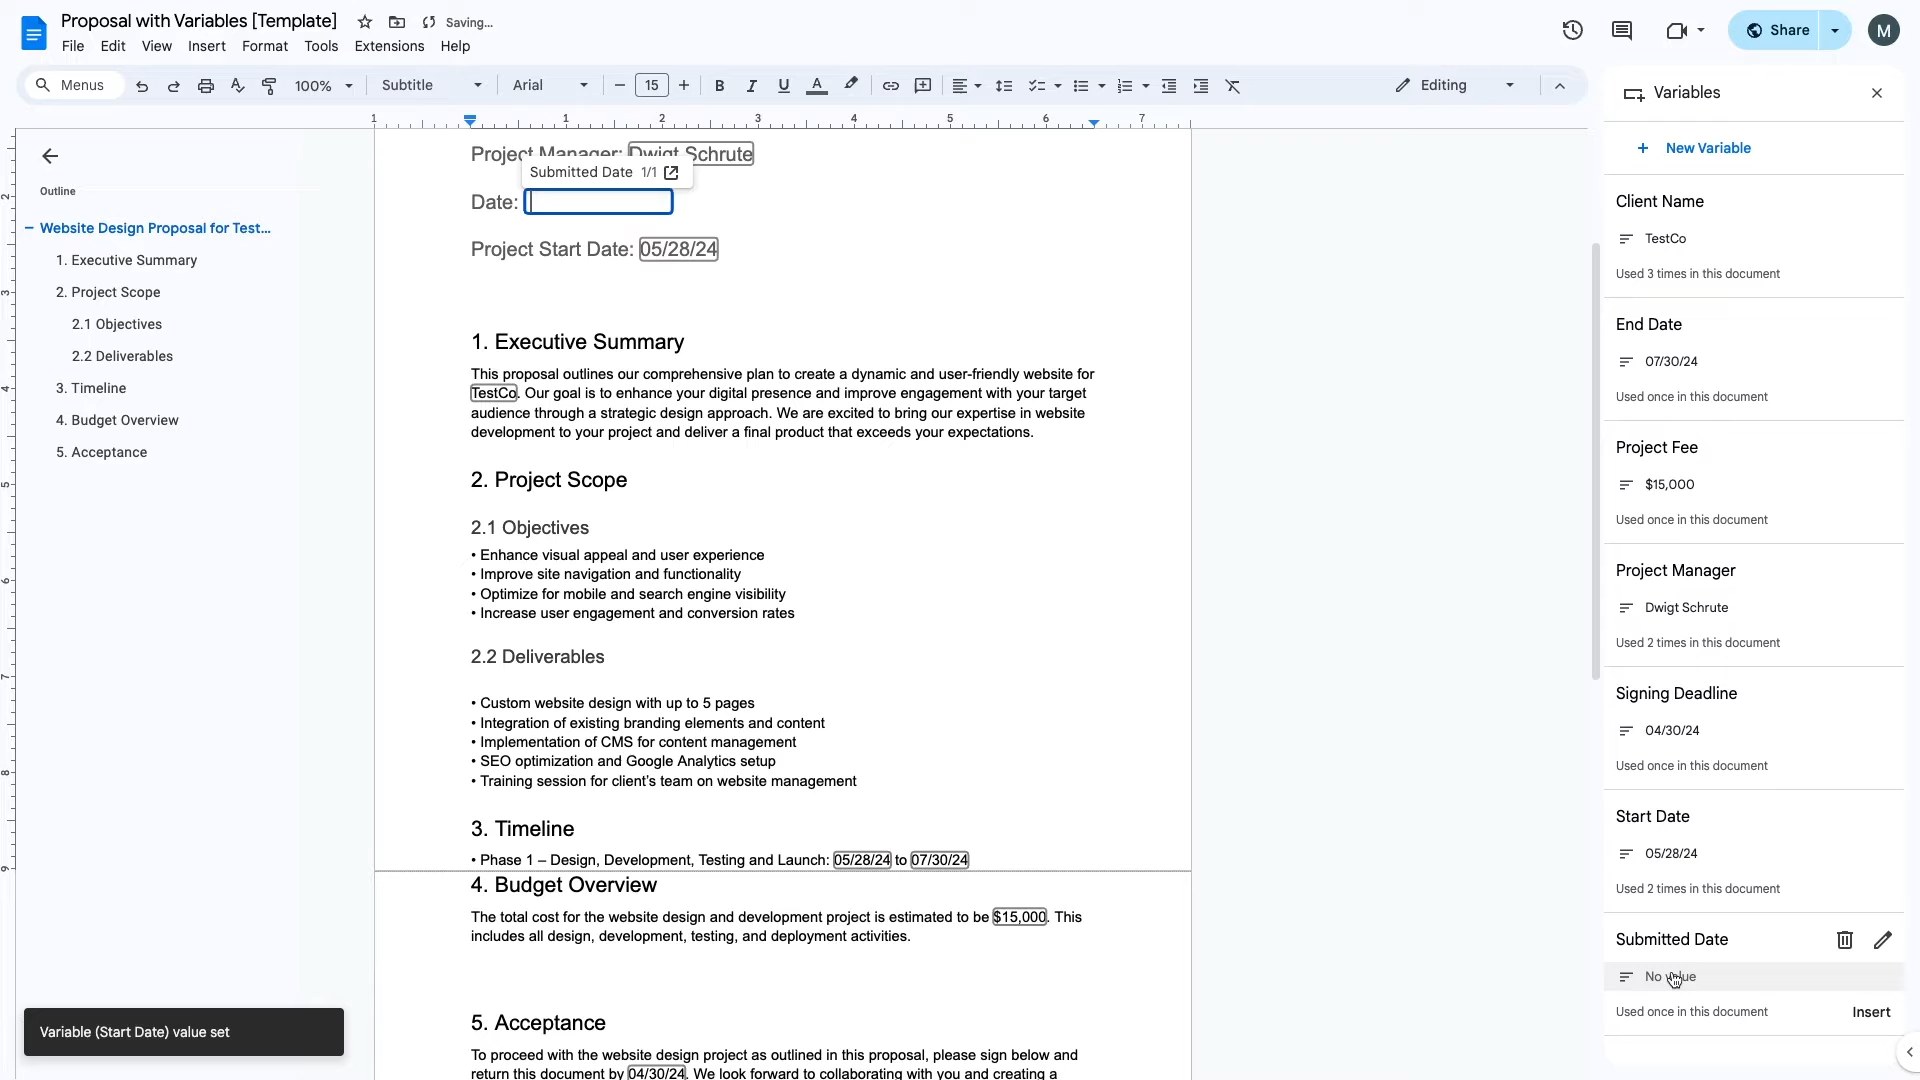 Proposal with Variables [Template]
Saving...
File Edit View Insert Format Tools Extensions Help
Share
M
Menus
100%
Subtitle
Arial
15
B I U A
Editing
1 1 2 3 4 5 6 7
Outline
Website Design Proposal for Test...
1. Executive Summary
2. Project Scope
2.1 Objectives
2.2 Deliverables
3. Timeline
4. Budget Overview
5. Acceptance
2
3
4
5
6
7
8
9
Project Manager: Dwigt Schrute
Submitted Date 1/1
Date:
Project Start Date: 05/28/24
1. Executive Summary
This proposal outlines our comprehensive plan to create a dynamic and user-friendly website for
TestCo. Our goal is to enhance your digital presence and improve engagement with your target
audience through a strategic design approach. We are excited to bring our expertise in website
development to your project and deliver a final product that exceeds your expectations.
2. Project Scope
2.1 Objectives
• Enhance visual appeal and user experience
• Improve site navigation and functionality
• Optimize for mobile and search engine visibility
• Increase user engagement and conversion rates
2.2 Deliverables
• Custom website design with up to 5 pages
• Integration of existing branding elements and content
• Implementation of CMS for content management
• SEO optimization and Google Analytics setup
• Training session for client's team on website management
3. Timeline
• Phase 1 – Design, Development, Testing and Launch: 05/28/24 to 07/30/24
4. Budget Overview
The total cost for the website design and development project is estimated to be $15,000. This
includes all design, development, testing, and deployment activities.
5. Acceptance
To proceed with the website design project as outlined in this proposal, please sign below and
return this document by 04/30/24. We look forward to collaborating with you and creating a
Variable (Start Date) value set
Variables
+ New Variable
Client Name
TestCo
Used 3 times in this document
End Date
07/30/24
Used once in this document
Project Fee
$15,000
Used once in this document
Project Manager
Dwigt Schrute
Used 2 times in this document
Signing Deadline
04/30/24
Used once in this document
Start Date
05/28/24
Used 2 times in this document
Submitted Date
No value
Used once in this document
Insert